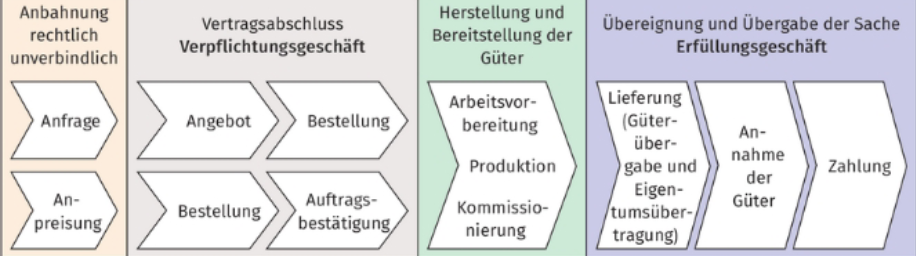 Anbahnung
rechtlich
unverbindlich
Vertragsabschluss
Verpflichtungsgeschäft
Herstellung und
Bereitstellung der
Güter
Übereignung und Übergabe der Sache
Erfüllungsgeschäft
Anfrage
Angebot
Bestellung
An-
preisung
Bestellung
Auftrags-
bestätigung
Arbeitsvor-
bereitung
Produktion
Kommissio-
nierung
Lieferung
(Güter-
über-
gabe und
Eigen-
tumsüber-
tragung)
An-
nahme
der
Güter
Zahlung